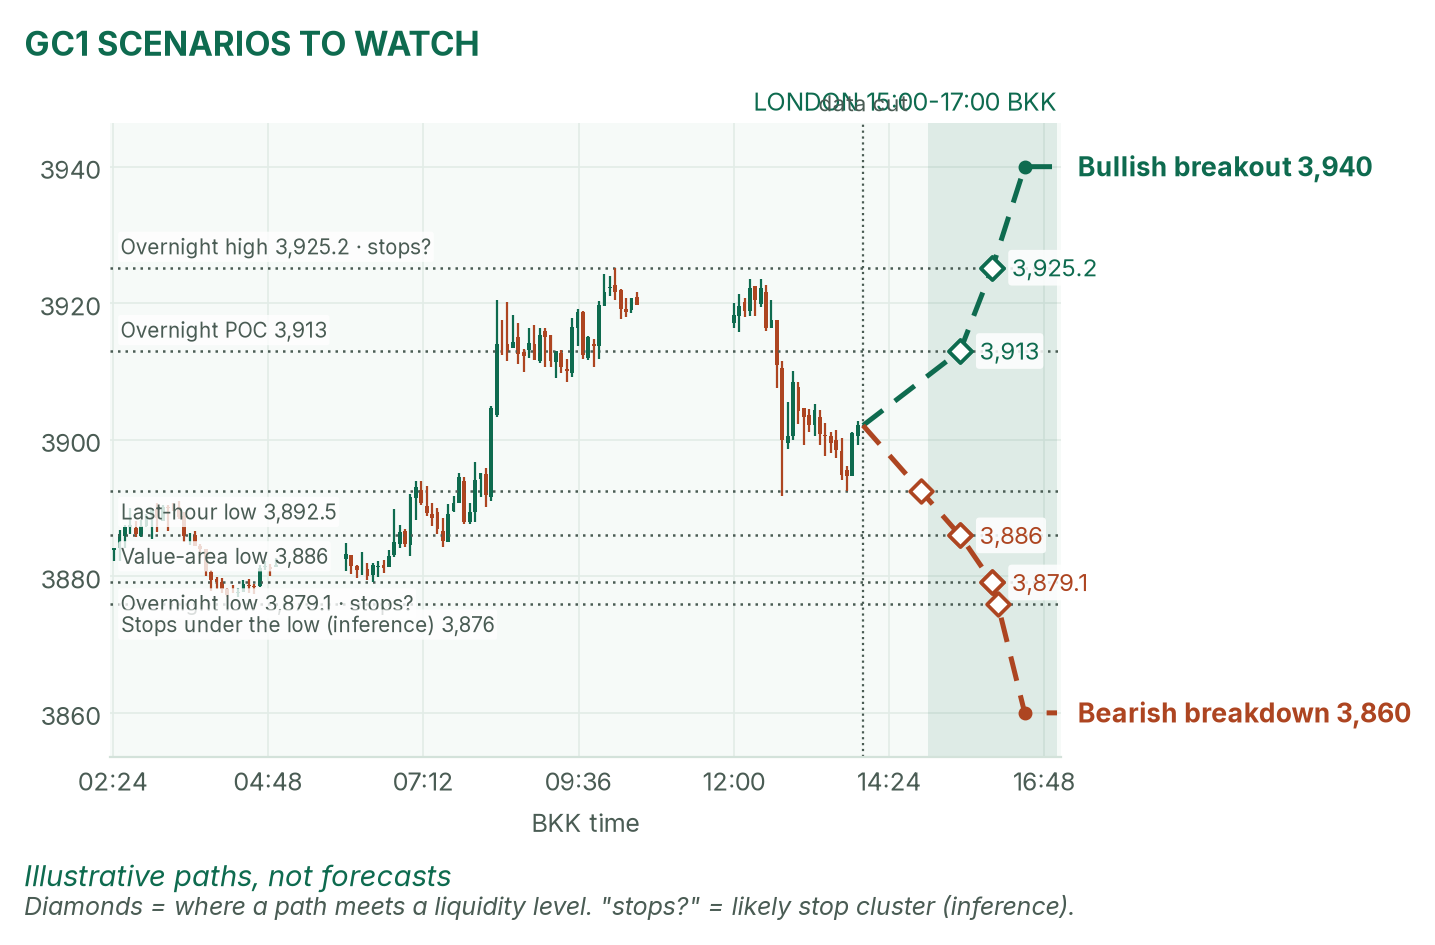 GC1 SCENARIOS TO WATCH
LONDON 15:00-17:00 BKK
data cut
3940
Bullish breakout 3,940
Overnight high 3,925.2 · stops?
3,925.2
3920
Overnight POC 3,913
3,913
3900
Last-hour low 3,892.5
3,886
Value-area low 3,886
3880
3,879.1
Overnight low 3,879.1 · stops?
Stops under the low (inference) 3,876
3860
Bearish breakdown 3,860
02:24 04:48 07:12 09:36 12:00 14:24 16:48
BKK time
Illustrative paths, not forecasts
Diamonds = where a path meets a liquidity level. "stops?" = likely stop cluster (inference).